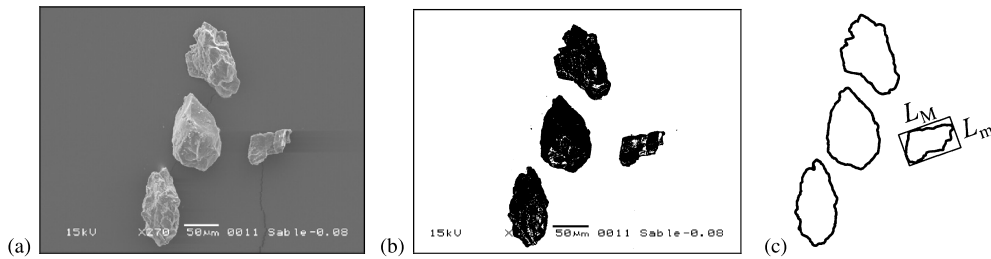 (a) 15kV X270 50μm 0011 Sable-0.08
(b) 15kV 50μm 0011 Sable-0.08
(c) L_M L_m